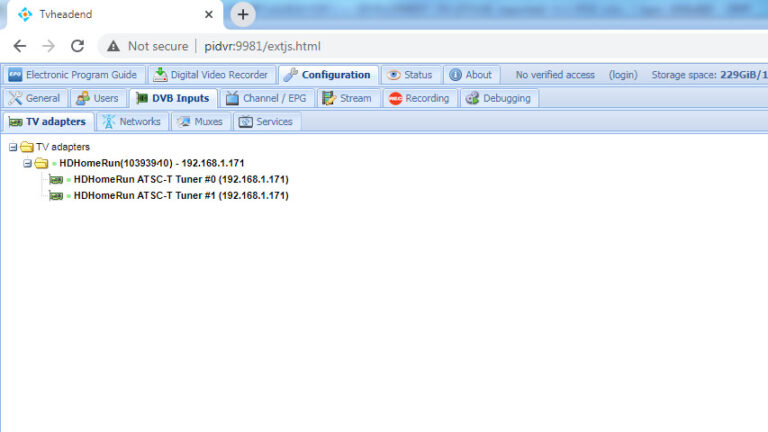 Tvheadend
Not secure | pidvr:9981/extjs.html
EPG Electronic Program Guide Digital Video Recorder Configuration Status About No verified access (login) Storage space: 229GiB/1
General Users DVB Inputs Channel / EPG Stream REC Recording Debugging
TV adapters Networks Muxes Services
TV adapters
HDHomeRun(10393940) - 192.168.1.171
HDHomeRun ATSC-T Tuner #0 (192.168.1.171)
HDHomeRun ATSC-T Tuner #1 (192.168.1.171)